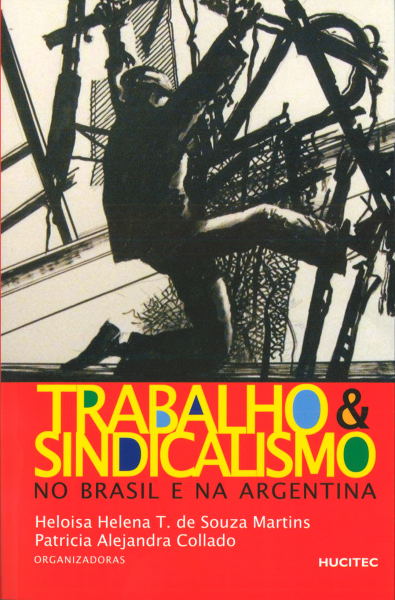 TRABALHO &
SINDICALISMO
NO BRASIL E NA ARGENTINA
Heloisa Helena T. de Souza Martins
Patricia Alejandra Collado
ORGANIZADORAS
HUCITEC